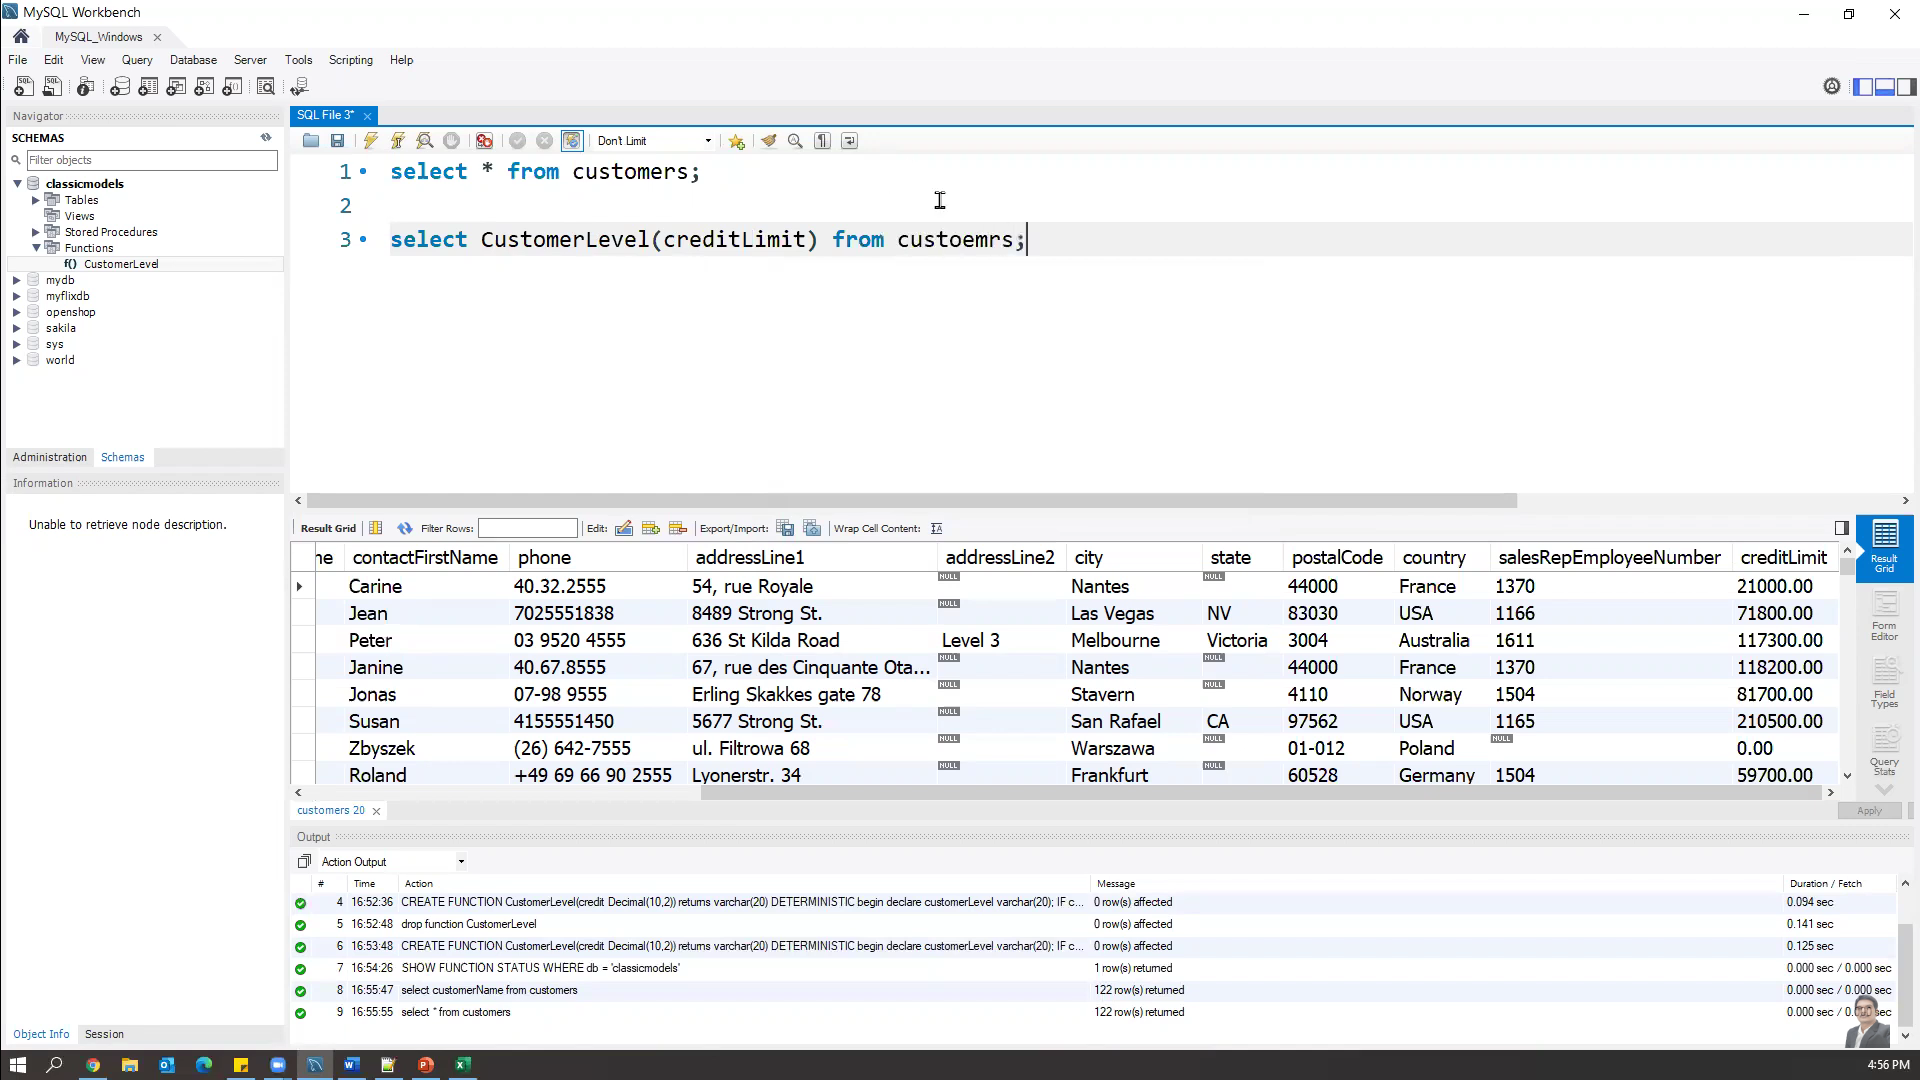 MySQL Workbench
MySQL_Windows
File Edit View Query Database Server Tools Scripting Help
Navigator
SCHEMAS
Filter objects
classicmodels
Tables
Views
Stored Procedures
Functions
f() CustomerLevel
mydb
myflixdb
openshop
sakila
sys
world
Administration Schemas
Information
Unable to retrieve node description.
Object Info Session
SQL File 3*
Don't Limit
1 select * from customers;
2
3 select CustomerLevel(creditLimit) from custoemrs;
Result Grid Filter Rows: Edit: Export/Import: Wrap Cell Content:
ne contactFirstName phone addressLine1 addressLine2 city state postalCode country salesRepEmployeeNumber creditLimit
Carine 40.32.2555 54, rue Royale NULL Nantes NULL 44000 France 1370 21000.00
Jean 7025551838 8489 Strong St. NULL Las Vegas NV 83030 USA 1166 71800.00
Peter 03 9520 4555 636 St Kilda Road Level 3 Melbourne Victoria 3004 Australia 1611 117300.00
Janine 40.67.8555 67, rue des Cinquante Ota... NULL Nantes NULL 44000 France 1370 118200.00
Jonas 07-98 9555 Erling Skakkes gate 78 NULL Stavern NULL 4110 Norway 1504 81700.00
Susan 4155551450 5677 Strong St. NULL San Rafael CA 97562 USA 1165 210500.00
Zbyszek (26) 642-7555 ul. Filtrowa 68 NULL Warszawa NULL 01-012 Poland NULL 0.00
Roland +49 69 66 90 2555 Lyonerstr. 34 NULL Frankfurt NULL 60528 Germany 1504 59700.00
Result Grid
Form Editor
Field Types
Query Stats
customers 20
Apply
Output
Action Output
# Time Action Message Duration / Fetch
4 16:52:36 CREATE FUNCTION CustomerLevel(credit Decimal(10,2)) returns varchar(20) DETERMINISTIC begin declare customerLevel varchar(20); IF c... 0 row(s) affected 0.094 sec
5 16:52:48 drop function CustomerLevel 0 row(s) affected 0.141 sec
6 16:53:48 CREATE FUNCTION CustomerLevel(credit Decimal(10,2)) returns varchar(20) DETERMINISTIC begin declare customerLevel varchar(20); IF c... 0 row(s) affected 0.125 sec
7 16:54:26 SHOW FUNCTION STATUS WHERE db = 'classicmodels' 1 row(s) returned 0.000 sec / 0.000 sec
8 16:55:47 select customerName from customers 122 row(s) returned 0.000 sec / 0.000 sec
9 16:55:55 select * from customers 122 row(s) returned 0.000 sec / 0.000 sec
4:56 PM